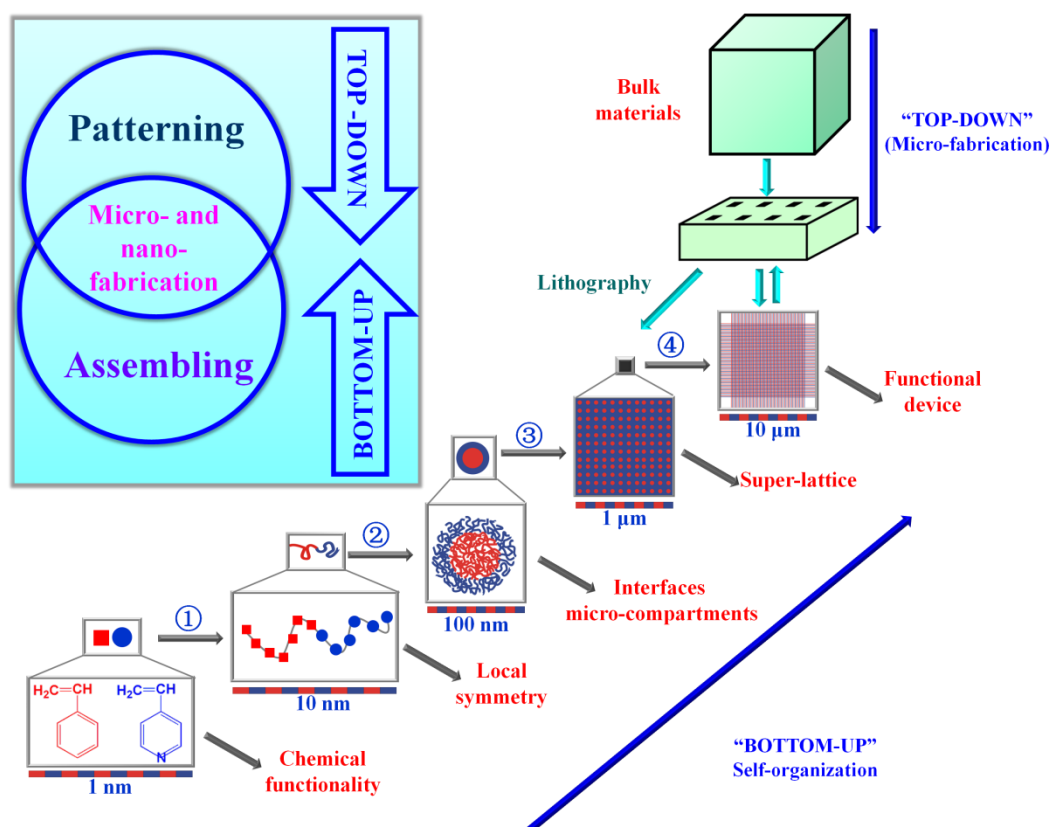 Patterning
Micro- and
nano-
fabrication
Assembling
TOP-DOWN
BOTTOM-UP
Bulk
materials
“TOP-DOWN”
(Micro-fabrication)
Lithography
④
Functional
device
10 μm
③
Super-lattice
1 μm
②
Interfaces
micro-compartments
100 nm
①
Local
symmetry
10 nm
H₂C=CH
H₂C=CH
N
Chemical
functionality
1 nm
“BOTTOM-UP”
Self-organization